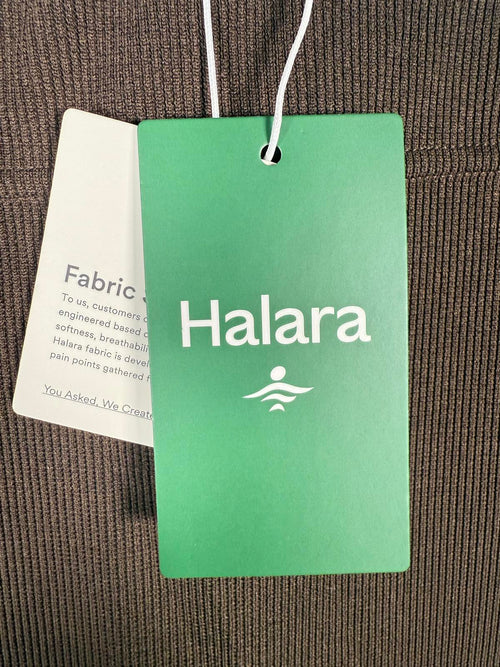 Halara
Fabric
To us, customers
engineered based
softness, breathabili
Halara fabric is devel
pain points gathered
You Asked, We Create